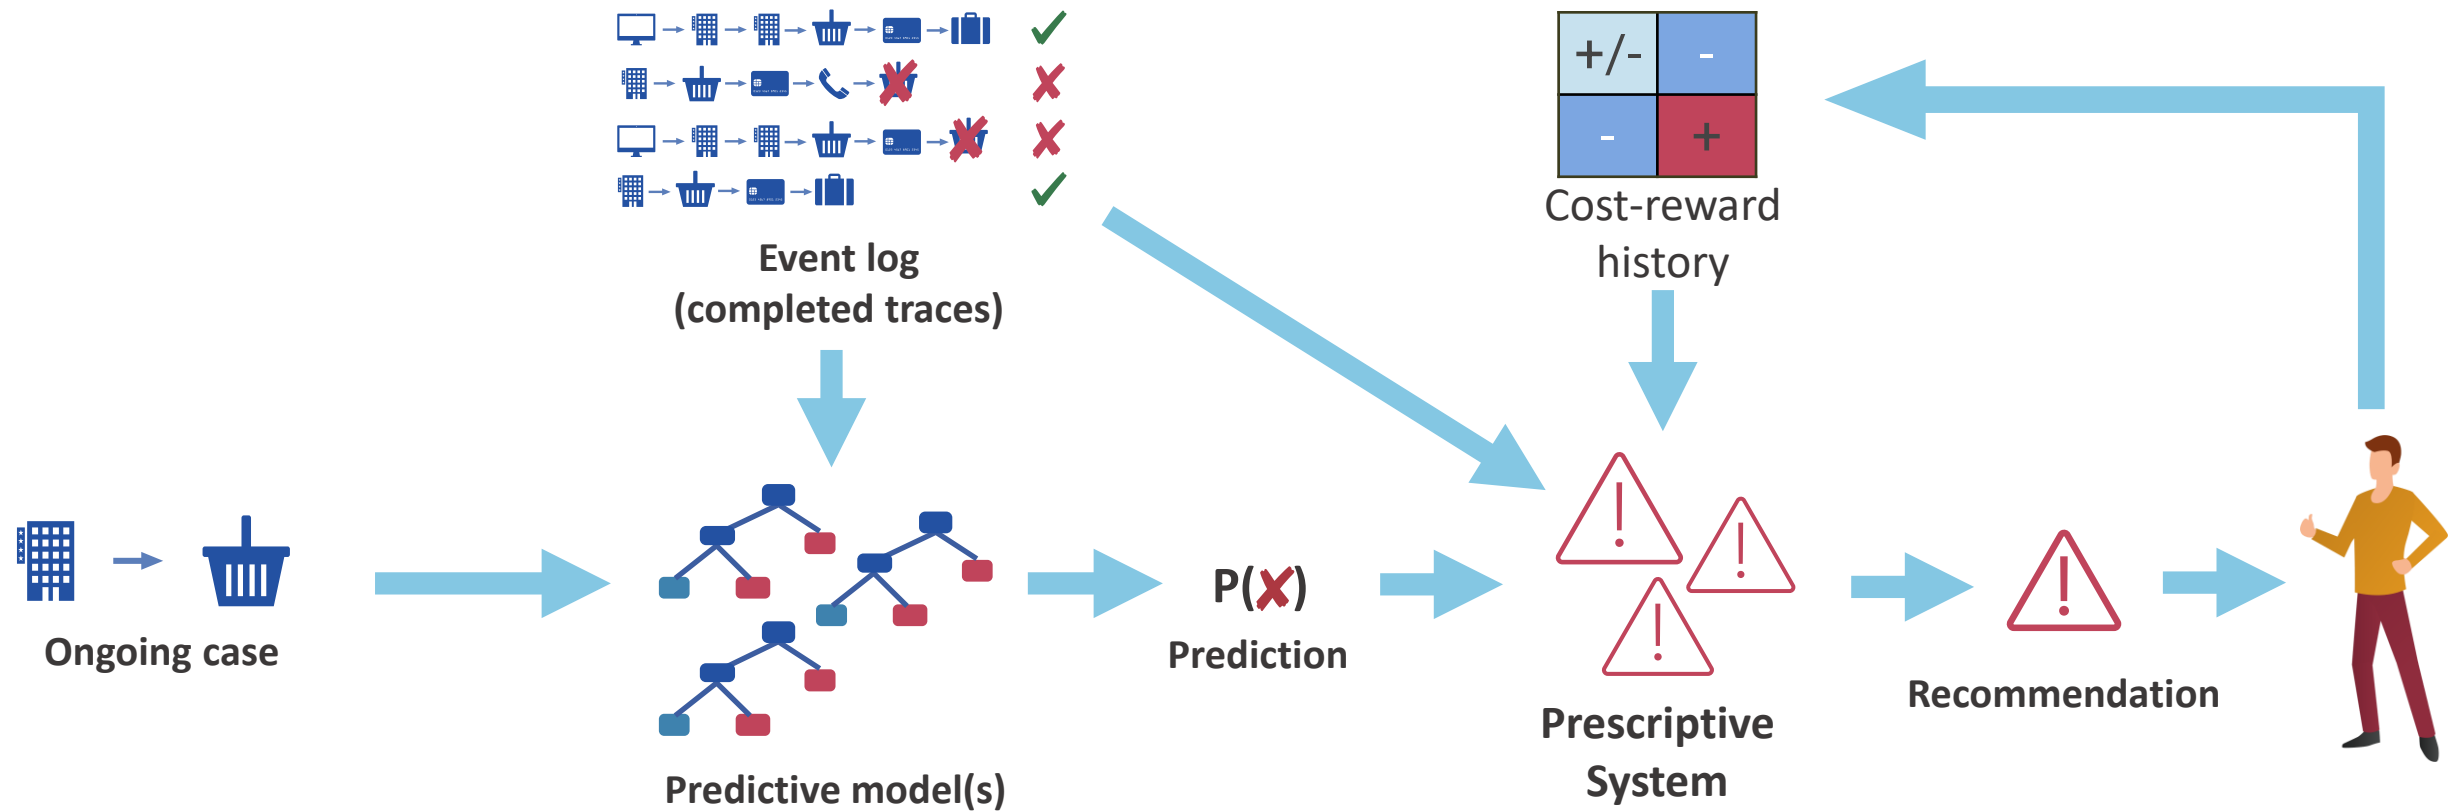 +/-
-
-
+
Cost-reward
history
Event log
(completed traces)
P(✗)
Ongoing case
Prediction
Predictive model(s)
Prescriptive
System
Recommendation